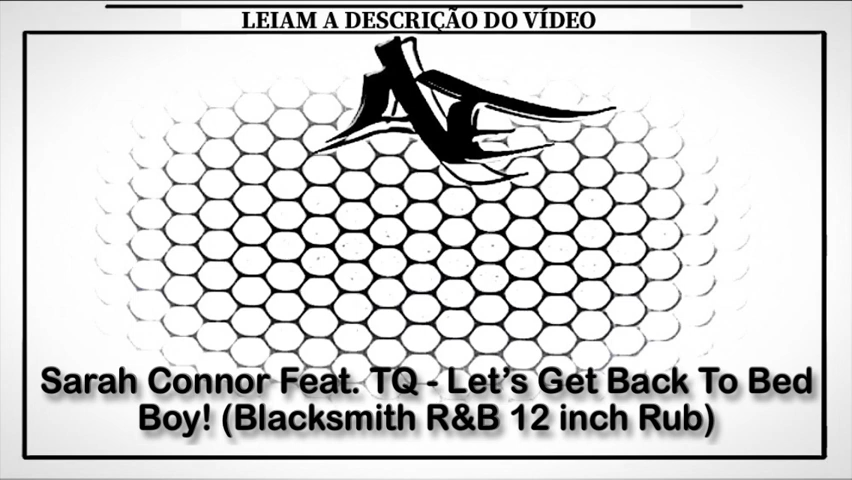 LEIAM A DESCRIÇÃO DO VÍDEO
Sarah Connor Feat. TQ - Let's Get Back To Bed
Boy! (Blacksmith R&B 12 inch Rub)